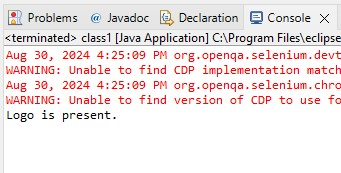 Problems Javadoc Declaration Console
<terminated> class1 [Java Application] C:\Program Files\eclipse
Aug 30, 2024 4:25:09 PM org.openqa.selenium.devt
WARNING: Unable to find CDP implementation match
Aug 30, 2024 4:25:09 PM org.openqa.selenium.chro
WARNING: Unable to find version of CDP to use fo
Logo is present.